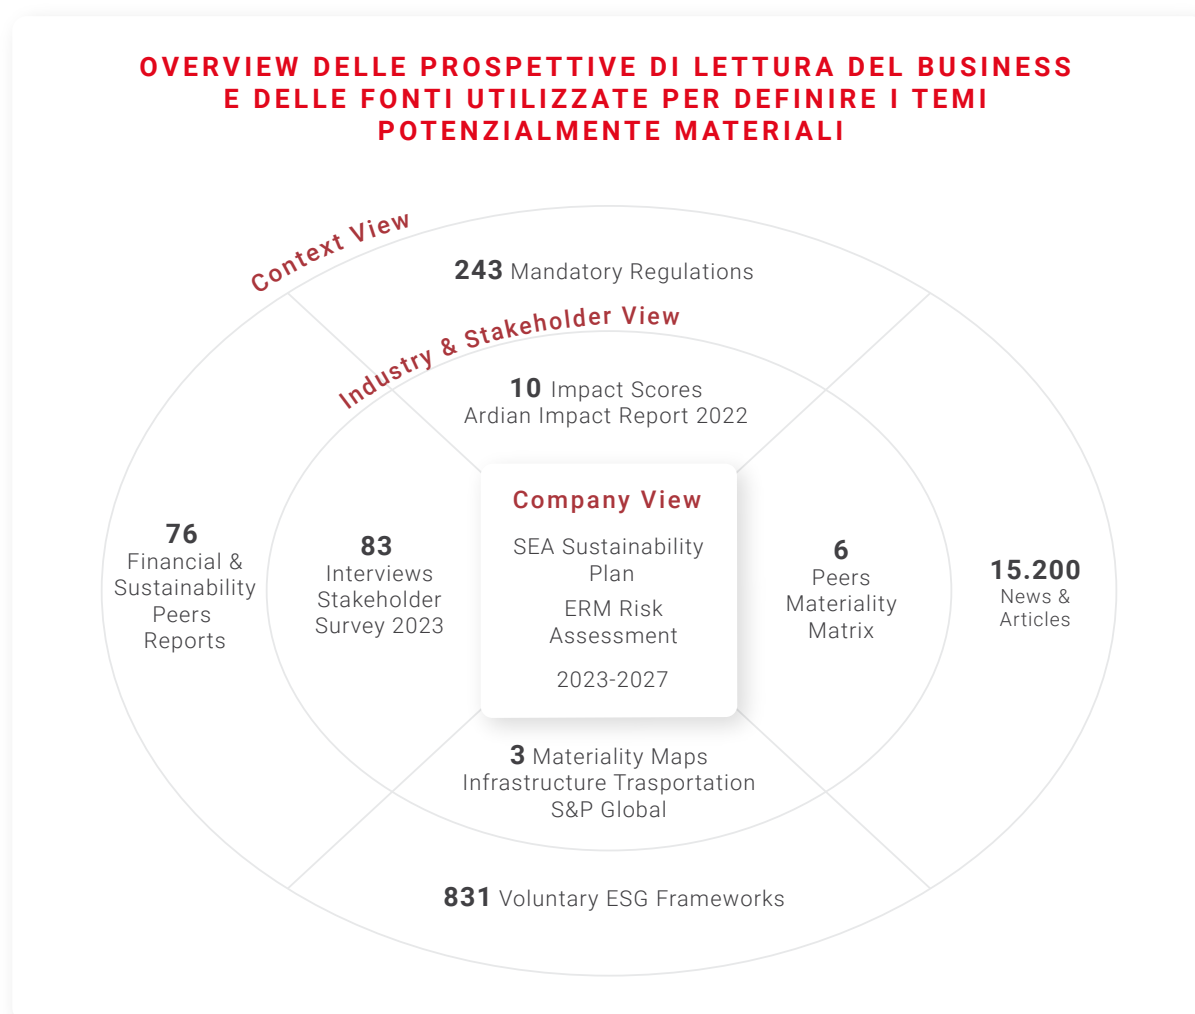 OVERVIEW DELLE PROSPETTIVE DI LETTURA DEL BUSINESS
E DELLE FONTI UTILIZZATE PER DEFINIRE I TEMI
POTENZIALMENTE MATERIALI
Context View
243 Mandatory Regulations
Industry & Stakeholder View
10 Impact Scores
Ardian Impact Report 2022
76
Financial &
Sustainability
Peers
Reports
83
Interviews
Stakeholder
Survey 2023
Company View
SEA Sustainability
Plan
ERM Risk
Assessment
2023-2027
6
Peers
Materiality
Matrix
15.200
News &
Articles
3 Materiality Maps
Infrastructure Trasportation
S&P Global
831 Voluntary ESG Frameworks